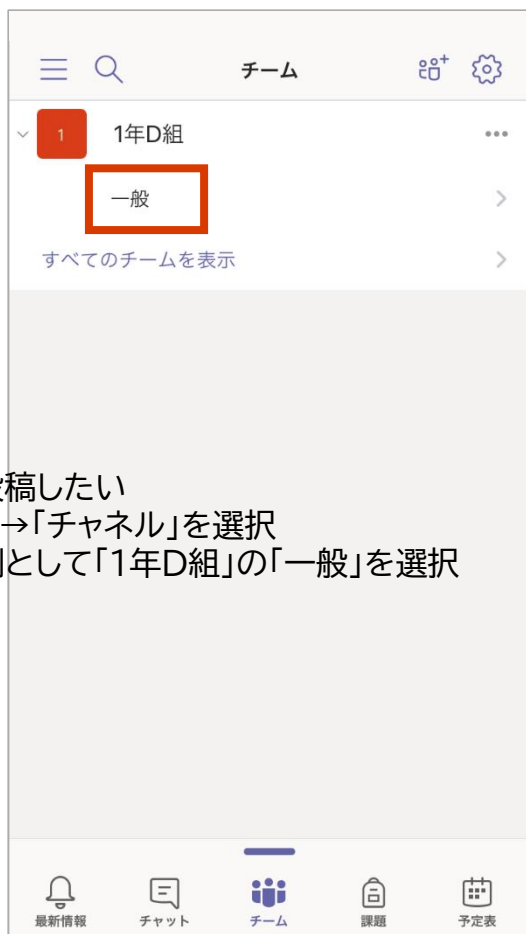 チーム
1
1年D組
一般
すべてのチームを表示
稿したい
→「チャネル」を選択
として「1年D組」の「一般」を選択
最新情報
チャット
チーム
課題
予定表